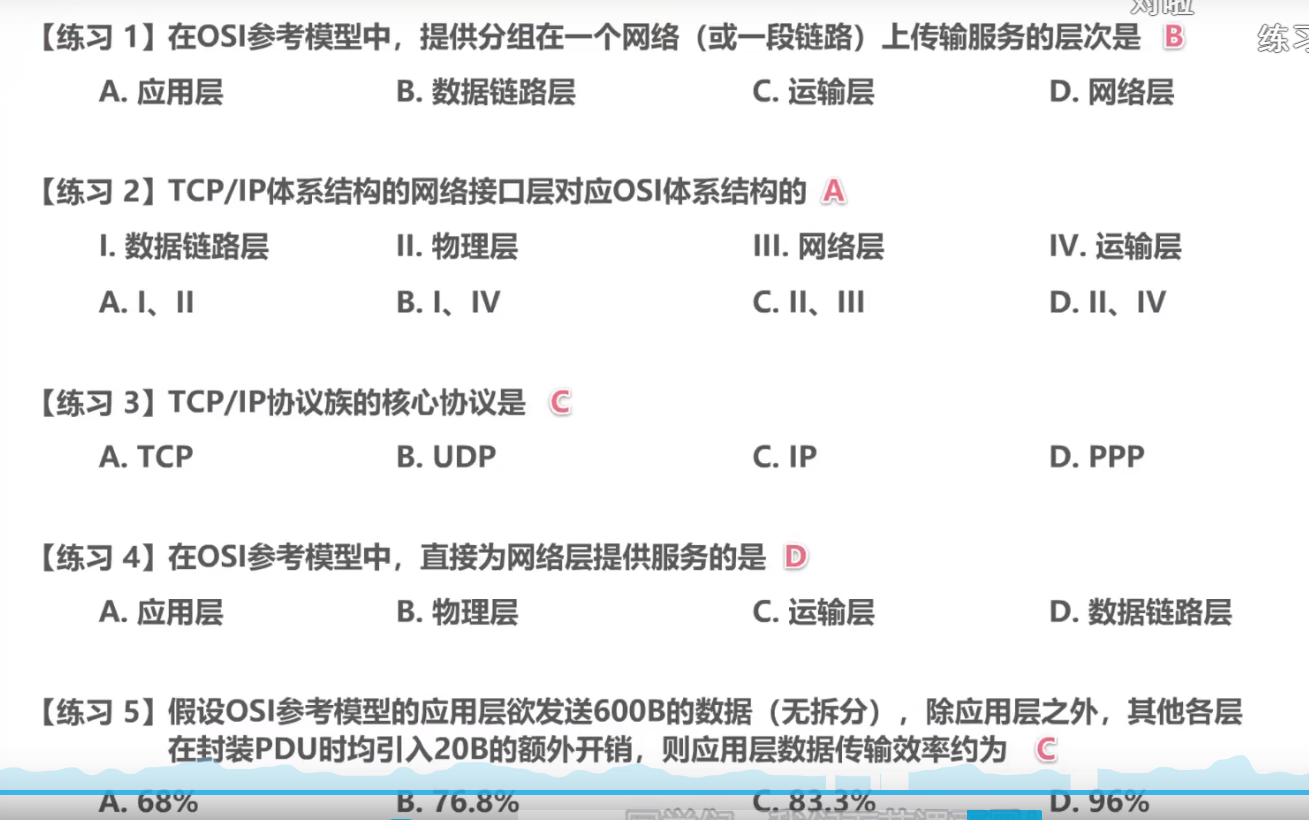 对啦
【练习 1】在OSI参考模型中，提供分组在一个网络（或一段链路）上传输服务的层次是 B
练习
A. 应用层 B. 数据链路层 C. 运输层 D. 网络层
【练习 2】TCP/IP体系结构的网络接口层对应OSI体系结构的 A
I. 数据链路层 II. 物理层 III. 网络层 IV. 运输层
A. I、II B. I、IV C. II、III D. II、IV
【练习 3】TCP/IP协议族的核心协议是 C
A. TCP B. UDP C. IP D. PPP
【练习 4】在OSI参考模型中，直接为网络层提供服务的是 D
A. 应用层 B. 物理层 C. 运输层 D. 数据链路层
【练习 5】假设OSI参考模型的应用层欲发送600B的数据（无拆分），除应用层之外，其他各层
在封装PDU时均引入20B的额外开销，则应用层数据传输效率约为 C
A. 68% B. 76.8% C. 83.3% D. 96%